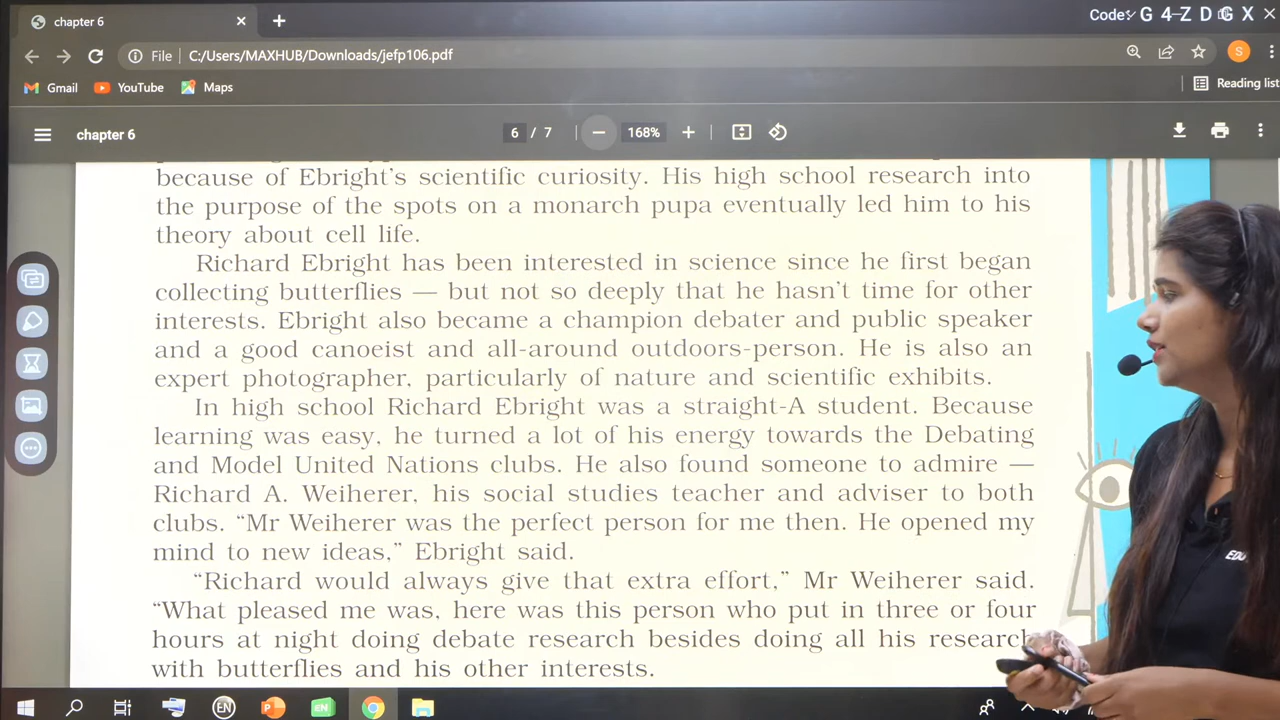 chapter 6
Code: G 4 Z D G X
File C:/Users/MAXHUB/Downloads/jefp106.pdf
Gmail YouTube Maps
Reading list
chapter 6
6 / 7
168%
because of Ebright's scientific curiosity. His high school research into
the purpose of the spots on a monarch pupa eventually led him to his
theory about cell life.
Richard Ebright has been interested in science since he first began
collecting butterflies — but not so deeply that he hasn't time for other
interests. Ebright also became a champion debater and public speaker
and a good canoeist and all-around outdoors-person. He is also an
expert photographer, particularly of nature and scientific exhibits.
In high school Richard Ebright was a straight-A student. Because
learning was easy, he turned a lot of his energy towards the Debating
and Model United Nations clubs. He also found someone to admire —
Richard A. Weiherer, his social studies teacher and adviser to both
clubs. “Mr Weiherer was the perfect person for me then. He opened my
mind to new ideas,” Ebright said.
“Richard would always give that extra effort,” Mr Weiherer said.
“What pleased me was, here was this person who put in three or four
hours at night doing debate research besides doing all his research
with butterflies and his other interests.
S
EDU
EN
EN